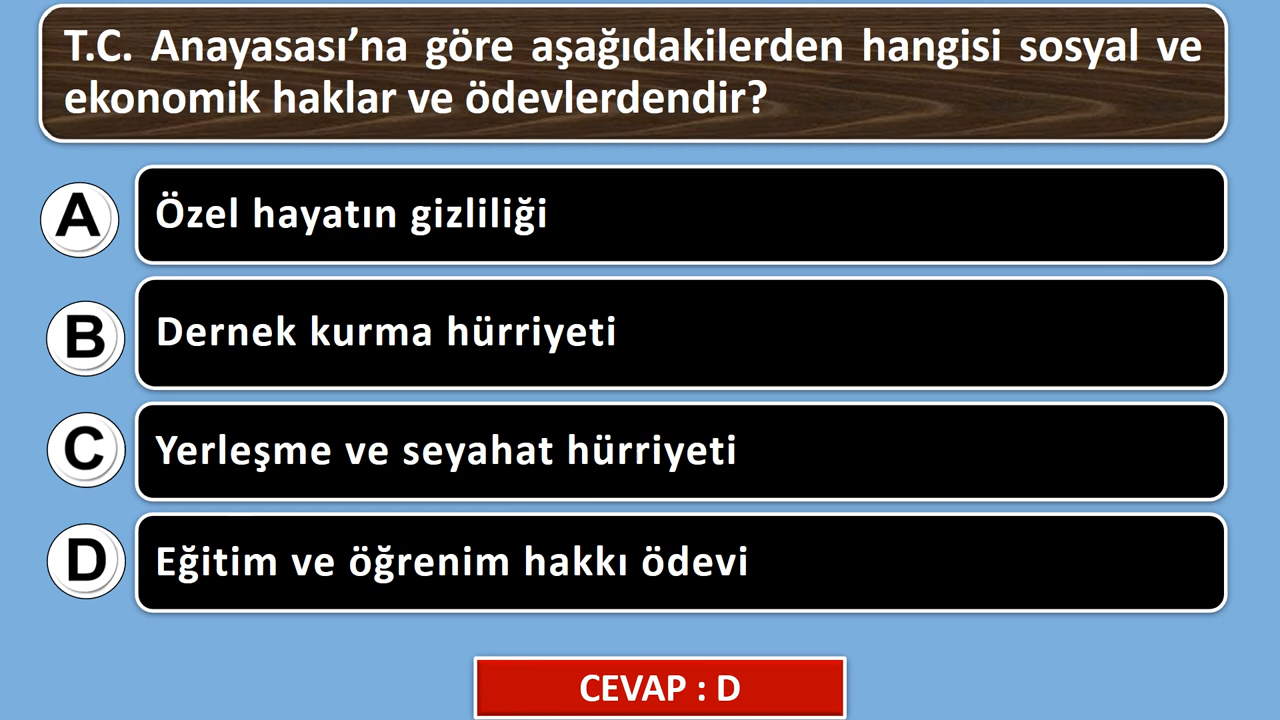 T.C. Anayasası’na göre aşağıdakilerden hangisi sosyal ve
ekonomik haklar ve ödevlerdendir?
A Özel hayatın gizliliği
B Dernek kurma hürriyeti
C Yerleşme ve seyahat hürriyeti
D Eğitim ve öğrenim hakkı ödevi
CEVAP : D